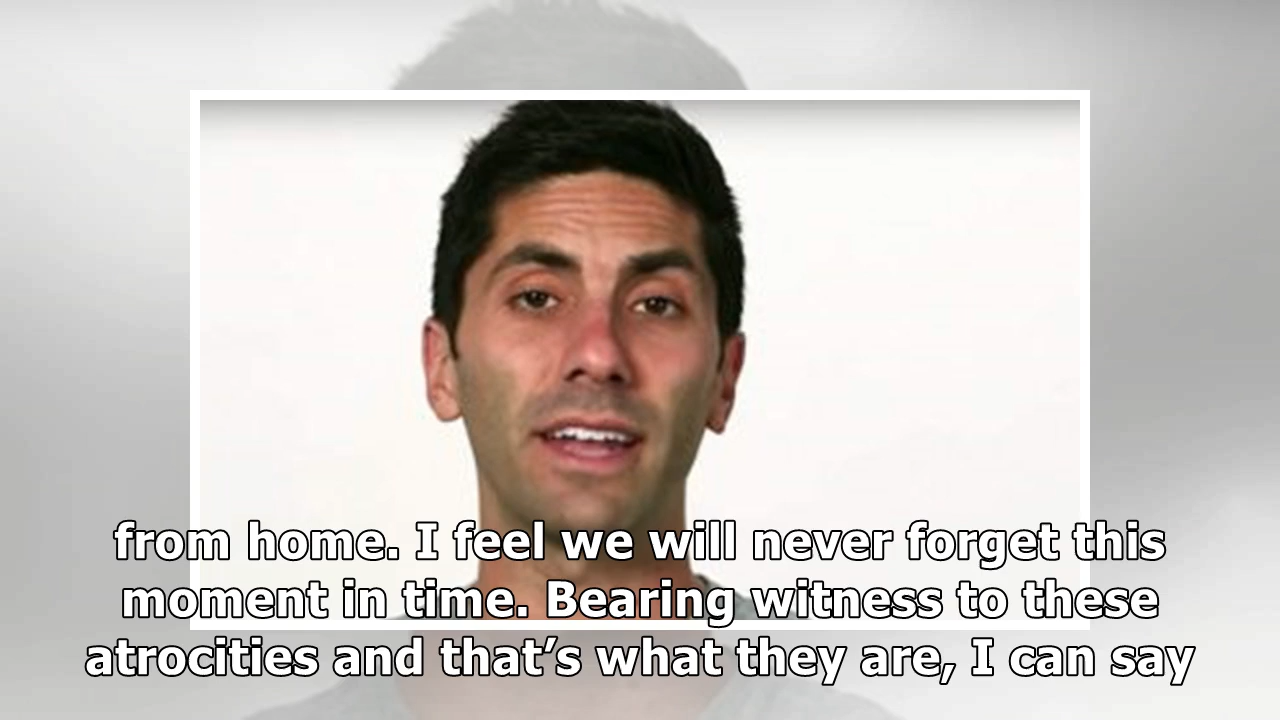 from home. I feel we will never forget this
moment in time. Bearing witness to these
atrocities and that’s what they are, I can say